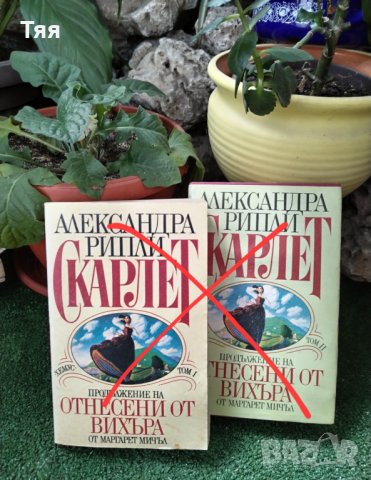 Тяя
АЛЕКСАНДРА
РИПЛИ
СКАРЛЕТ
ХЕМУС
ТОМ I
ПРОДЪЛЖЕНИЕ НА
ОТНЕСЕНИ ОТ
ВИХЪРА
ОТ МАРГАРЕТ МИЧЪЛ
АЛЕКСАНДРА
РИПЛИ
СКАРЛЕТ
ТОМ II
ПРОДЪЛЖЕНИЕ НА
ОТНЕСЕНИ ОТ
ВИХЪРА
ОТ МАРГАРЕТ МИЧЪЛ
BAZAR